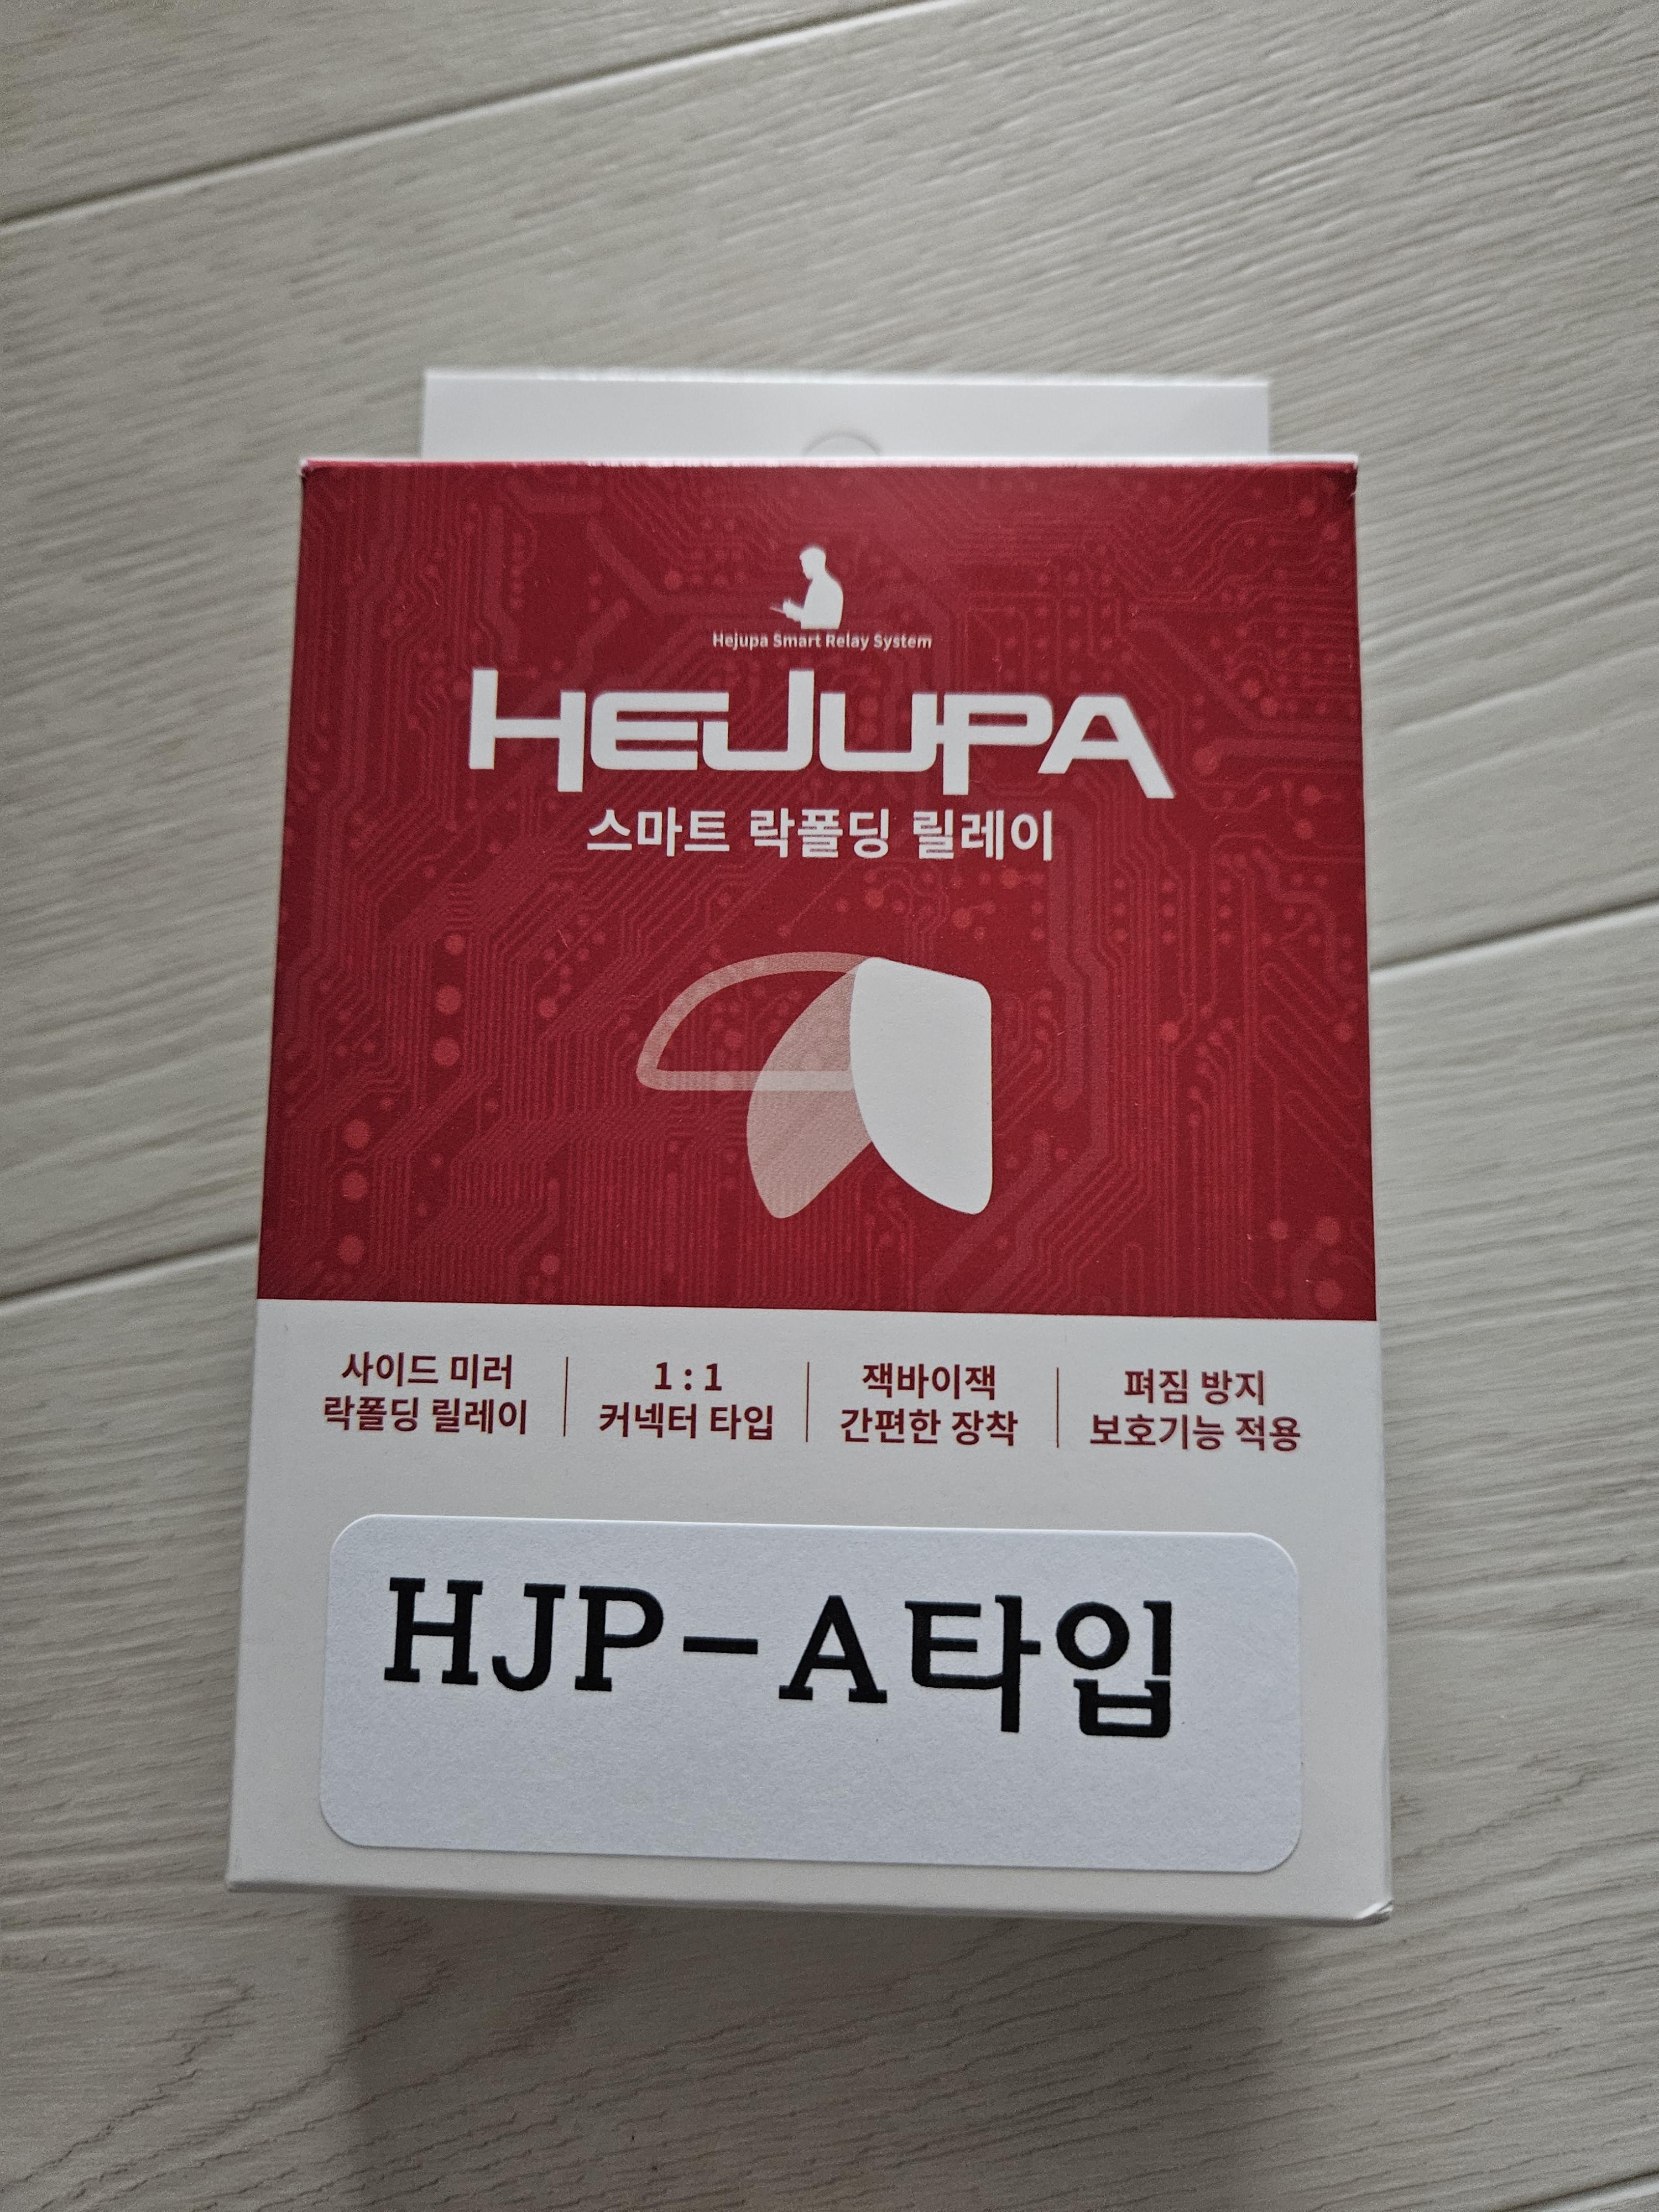 Hejupa Smart Relay System
HEJUPA
스마트 락폴딩 릴레이
사이드 미러
락폴딩 릴레이
1 : 1
커넥터 타입
잭바이잭
간편한 장착
펴짐 방지
보호기능 적용
HJP-A타입